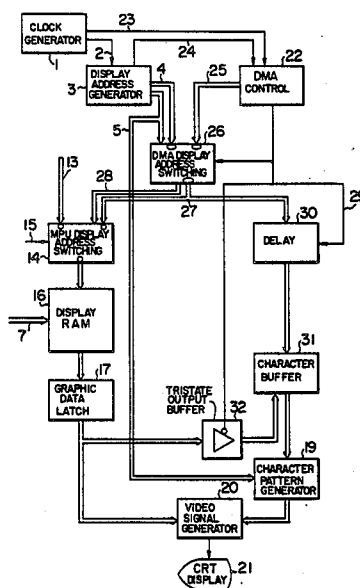 23
CLOCK GENERATOR
2
24
1
22
DISPLAY ADDRESS GENERATOR
3
4
25
DMA CONTROL
5
26
DMA DISPLAY ADDRESS SWITCHING
13
28
27
29
15
MPU DISPLAY ADDRESS SWITCHING
14
30
DELAY
16
DISPLAY RAM
7
31
CHARACTER BUFFER
17
GRAPHIC DATA LATCH
TRISTATE OUTPUT BUFFER
32
19
CHARACTER PATTERN GENERATOR
20
VIDEO SIGNAL GENERATOR
CRT DISPLAY
21